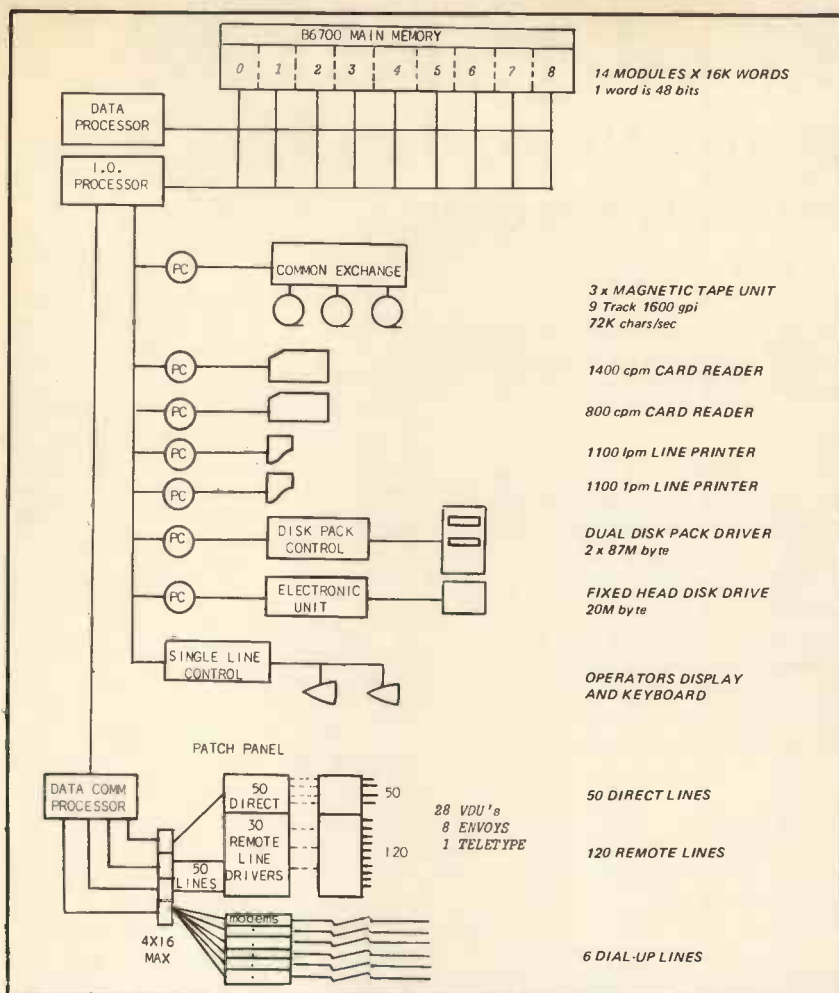 B6700 MAIN MEMORY
0 1 2 3 4 5 6 7 8
14 MODULES X 16K WORDS
1 word is 48 bits
DATA
PROCESSOR
I.O.
PROCESSOR
PC
COMMON EXCHANGE
3 x MAGNETIC TAPE UNIT
9 Track 1600 gpi
72K chars/sec
PC
1400 cpm CARD READER
PC
800 cpm CARD READER
PC
1100 lpm LINE PRINTER
PC
1100 1pm LINE PRINTER
PC
DISK PACK
CONTROL
DUAL DISK PACK DRIVER
2 x 87M byte
PC
ELECTRONIC
UNIT
FIXED HEAD DISK DRIVE
20M byte
SINGLE LINE
CONTROL
OPERATORS DISPLAY
AND KEYBOARD
PATCH PANEL
DATA COMM
PROCESSOR
50
DIRECT
50
28 VDU's
8 ENVOYS
1 TELETYPE
50 DIRECT LINES
30
REMOTE
LINE
DRIVERS
120
120 REMOTE LINES
50
LINES
4X16
MAX
modems
6 DIAL-UP LINES